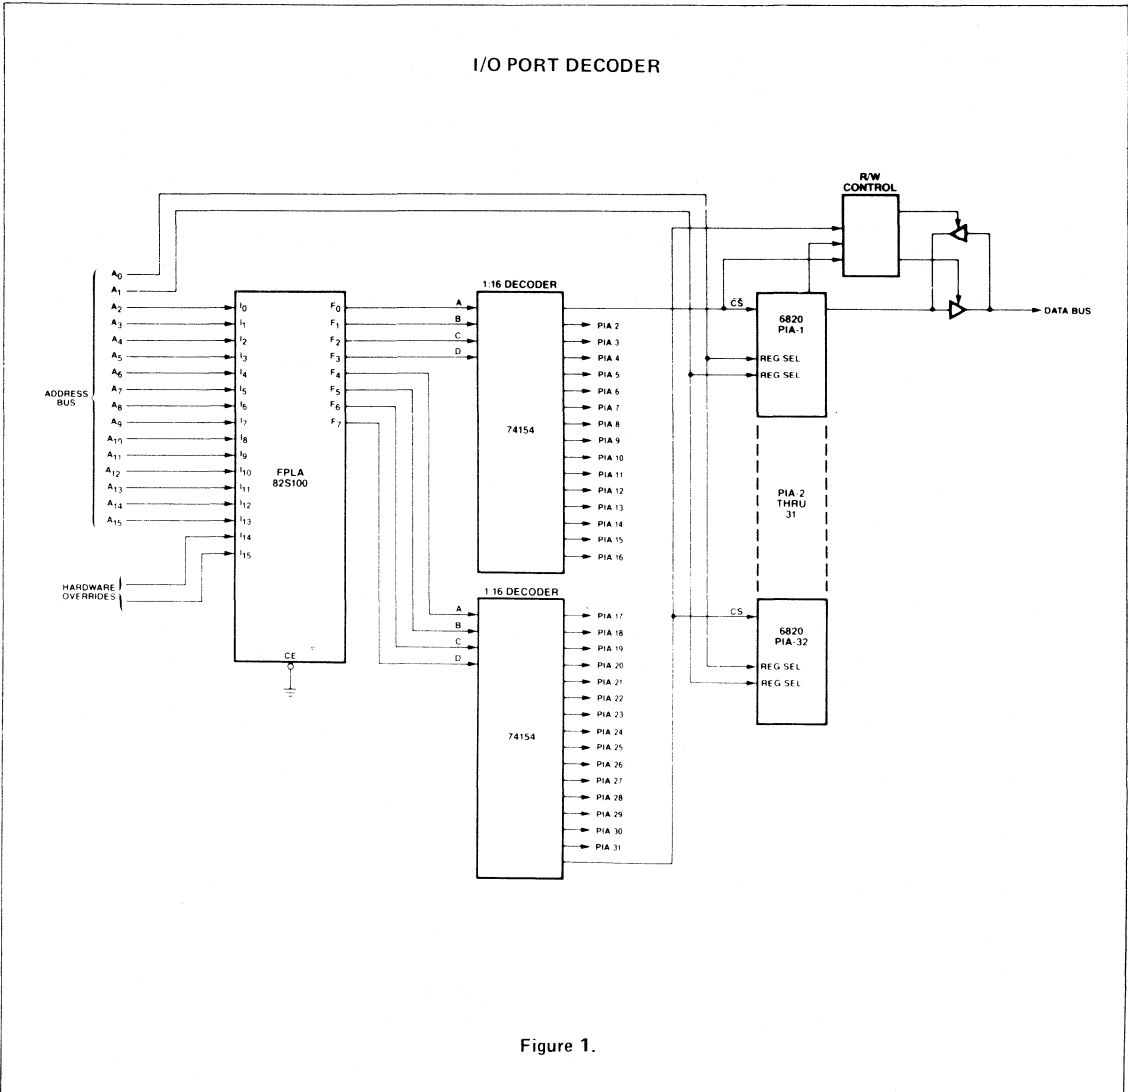 I/O PORT DECODER
R/W
CONTROL
A0
A1
A2
A3
A4
A5
A6
A7
A8
A9
A10
A11
A12
A13
A14
A15
ADDRESS
BUS
HARDWARE
OVERRIDES
I0
I1
I2
I3
I4
I5
I6
I7
I8
I9
I10
I11
I12
I13
I14
I15
FPLA
82S100
CE
F0
F1
F2
F3
F4
F5
F6
F7
1:16 DECODER
A
B
C
D
74154
PIA 2
PIA 3
PIA 4
PIA 5
PIA 6
PIA 7
PIA 8
PIA 9
PIA 10
PIA 11
PIA 12
PIA 13
PIA 14
PIA 15
PIA 16
1 16 DECODER
A
B
C
D
74154
PIA 17
PIA 18
PIA 19
PIA 20
PIA 21
PIA 22
PIA 23
PIA 24
PIA 25
PIA 26
PIA 27
PIA 28
PIA 29
PIA 30
PIA 31
CS
6820
PIA-1
REG SEL
REG SEL
DATA BUS
PIA-2
THRU
31
CS
6820
PIA-32
REG SEL
REG SEL
Figure 1.